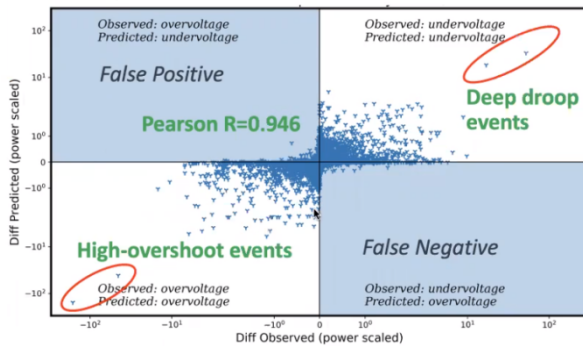 Observed: overvoltage
Predicted: undervoltage
False Positive
Pearson R=0.946
Observed: undervoltage
Predicted: undervoltage
Deep droop
events
High-overshoot events
Observed: overvoltage
Predicted: overvoltage
False Negative
Observed: undervoltage
Predicted: overvoltage
Diff Predicted (power scaled)
10³
10¹
10⁰
0
−10⁰
−10¹
−10²
−10¹
−10⁰
0
10⁰
10¹
10²
Diff Observed (power scaled)